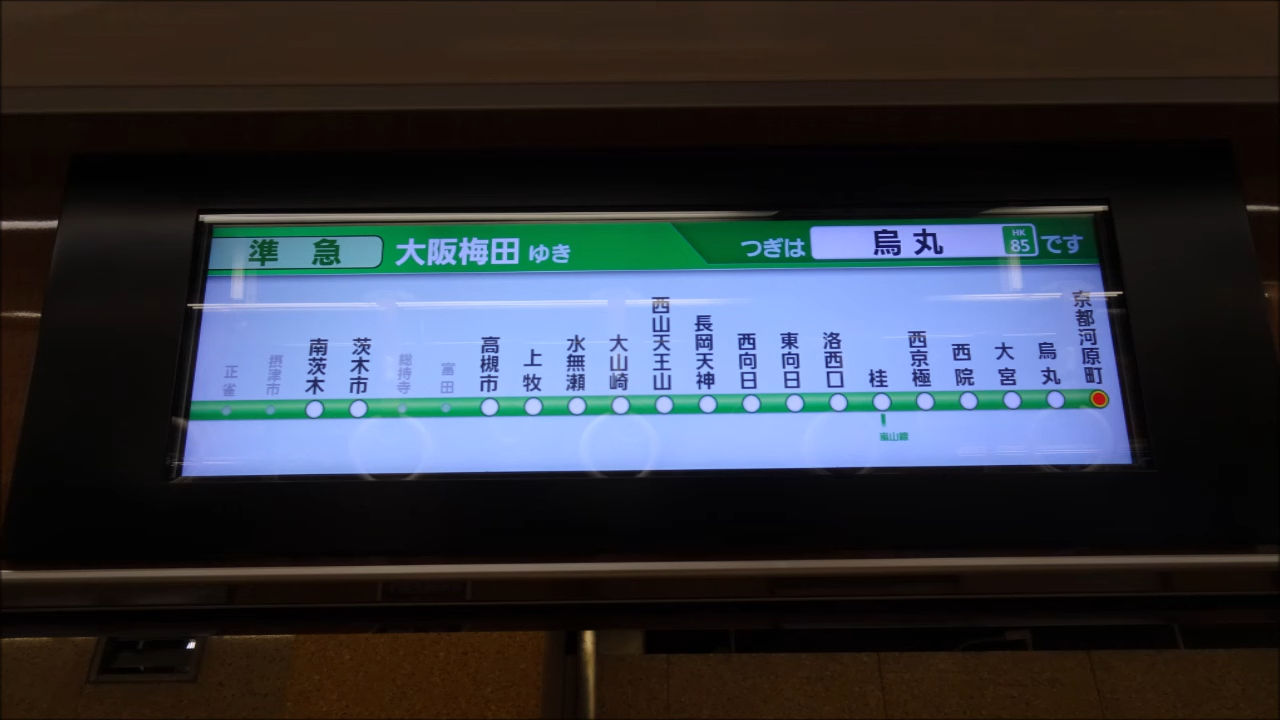 準急 大阪梅田 ゆき つぎは 烏丸 HK 85 です
正雀
摂津市
南茨木
茨木市
総持寺
富田
高槻市
上牧
水無瀬
大山崎
西山天王山
長岡天神
西向日
東向日
洛西口
桂
西京極
西院
大宮
烏丸
京都河原町
嵐山線